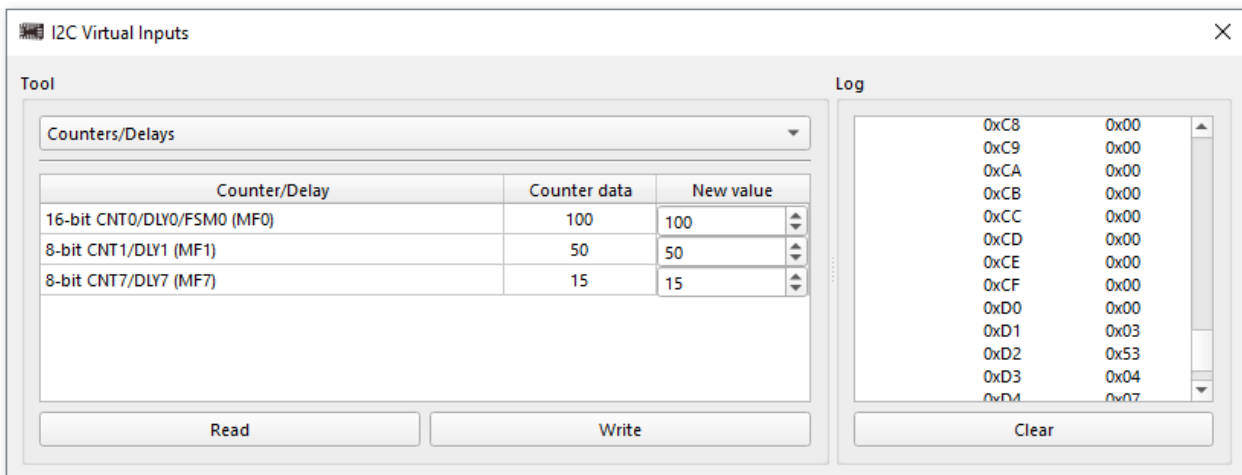 I2C Virtual Inputs
Tool
Counters/Delays
Counter/Delay Counter data New value
16-bit CNT0/DLY0/FSM0 (MF0) 100 100
8-bit CNT1/DLY1 (MF1) 50 50
8-bit CNT7/DLY7 (MF7) 15 15
Read Write
Log
0xC8 0x00
0xC9 0x00
0xCA 0x00
0xCB 0x00
0xCC 0x00
0xCD 0x00
0xCE 0x00
0xCF 0x00
0xD0 0x00
0xD1 0x03
0xD2 0x53
0xD3 0x04
0xD4 0x07
Clear